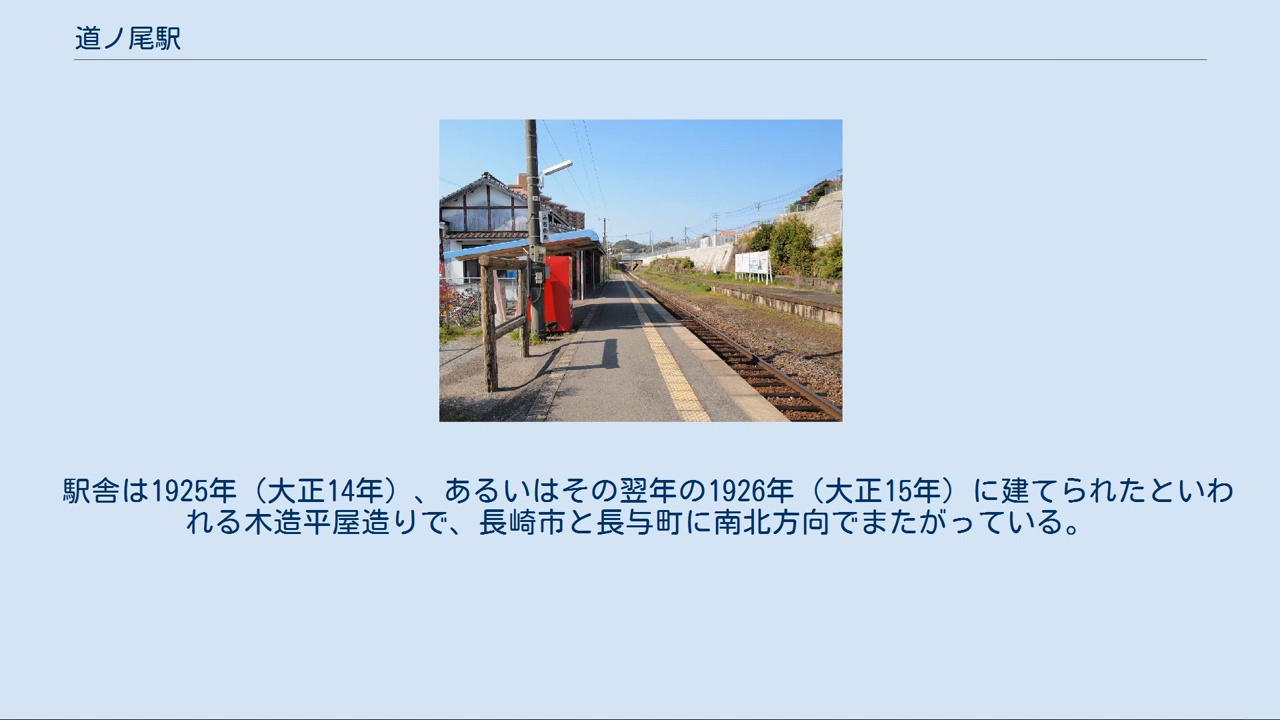 道ノ尾駅
駅舎は1925年（大正14年）、あるいはその翌年の1926年（大正15年）に建てられたといわ
れる木造平屋造りで、長崎市と長与町に南北方向でまたがっている。